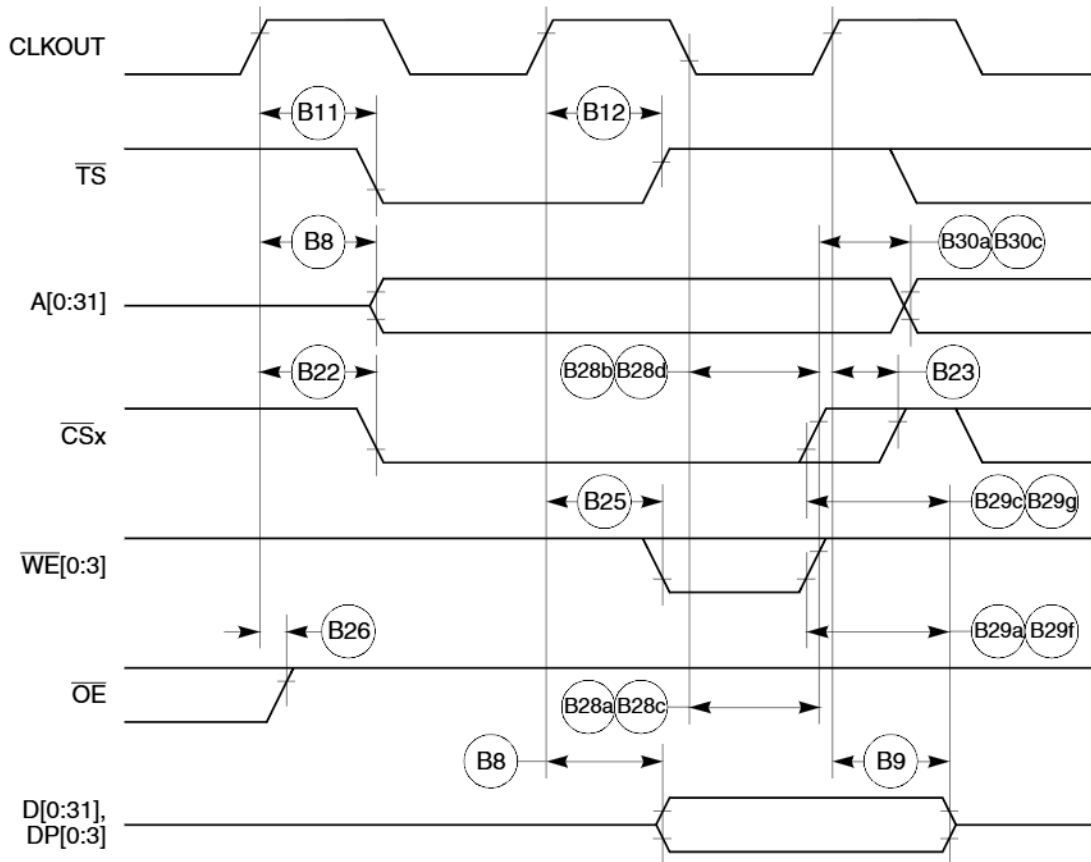 CLKOUT
B11
B12
TS
B8
B30a B30c
A[0:31]
B22
B28b B28d
B23
CSx
B25
B29c B29g
WE[0:3]
B26
B29a B29f
OE
B28a B28c
B8
B9
D[0:31],
DP[0:3]